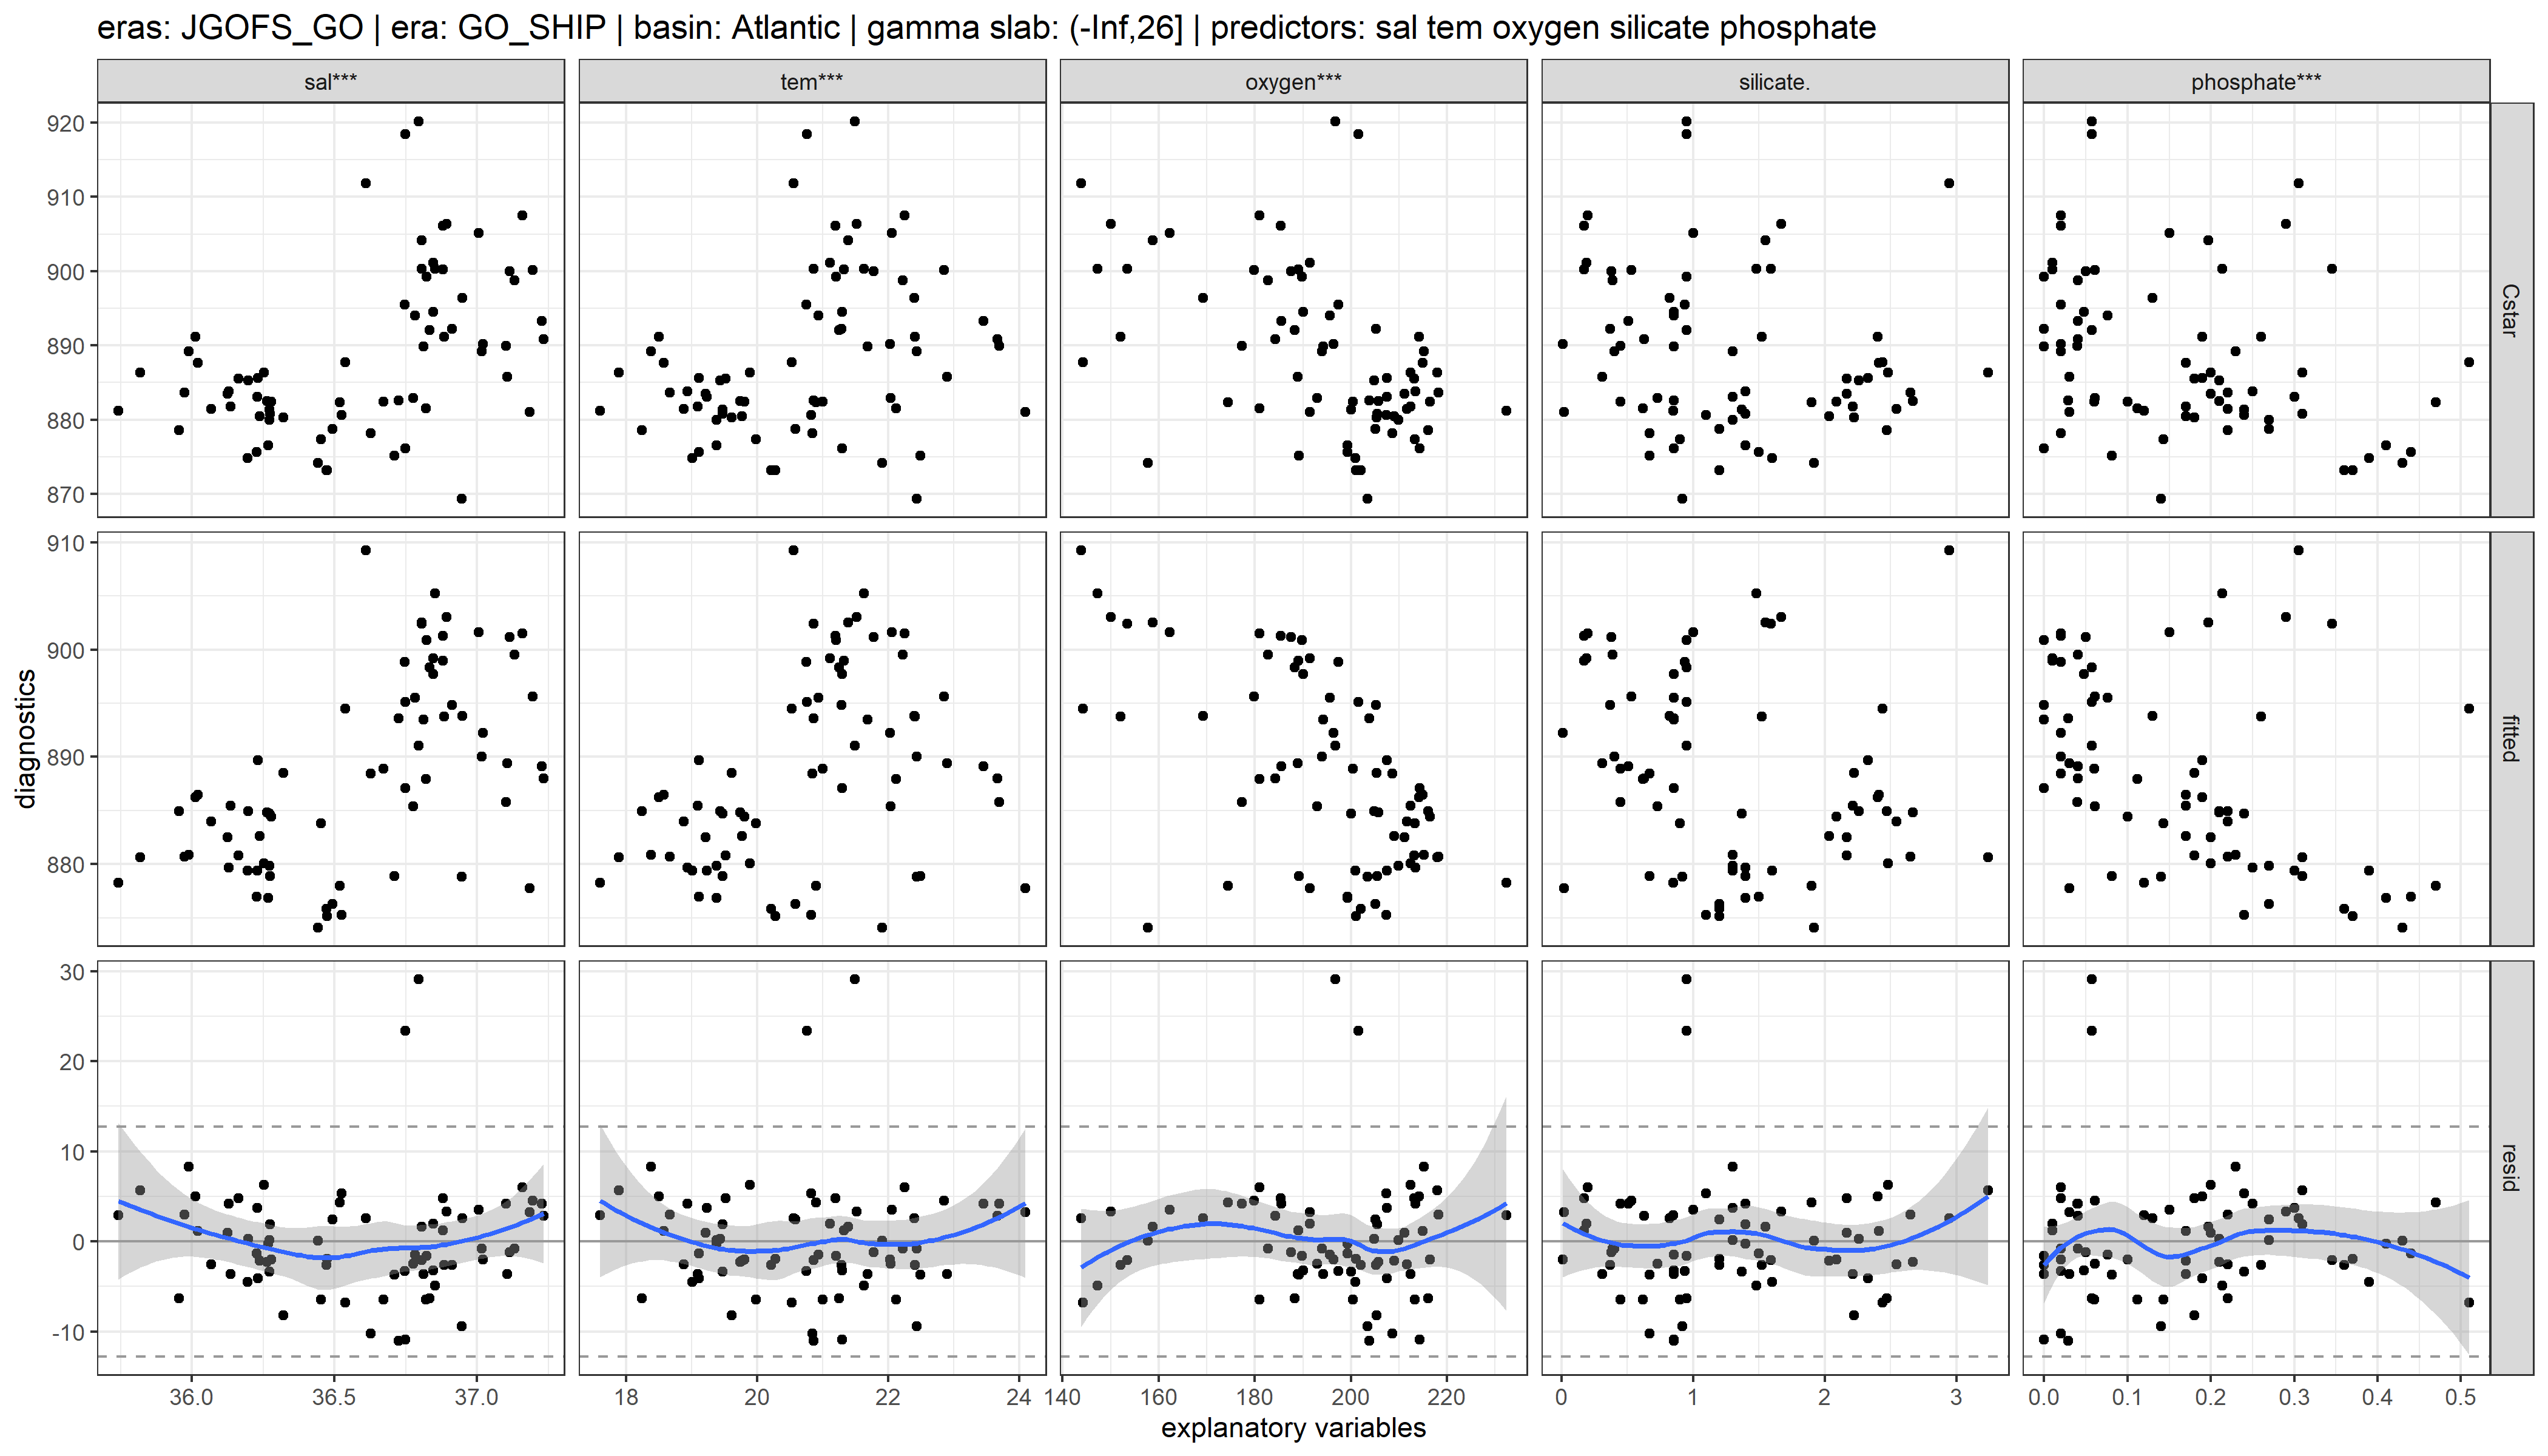 eras: JGOFS_GO | era: GO_SHIP | basin: Atlantic | gamma slab: (-Inf,26] | predictors: sal tem oxygen silicate phosphate
sal*** tem*** oxygen*** silicate. phosphate***
920
910
900
890
880
870
Cstar
910
900
890
880
fitted
diagnostics
30
20
10
0
-10
resid
36.0 36.5 37.0 18 20 22 24 140 160 180 200 220 0 1 2 3 0.0 0.1 0.2 0.3 0.4 0.5
explanatory variables